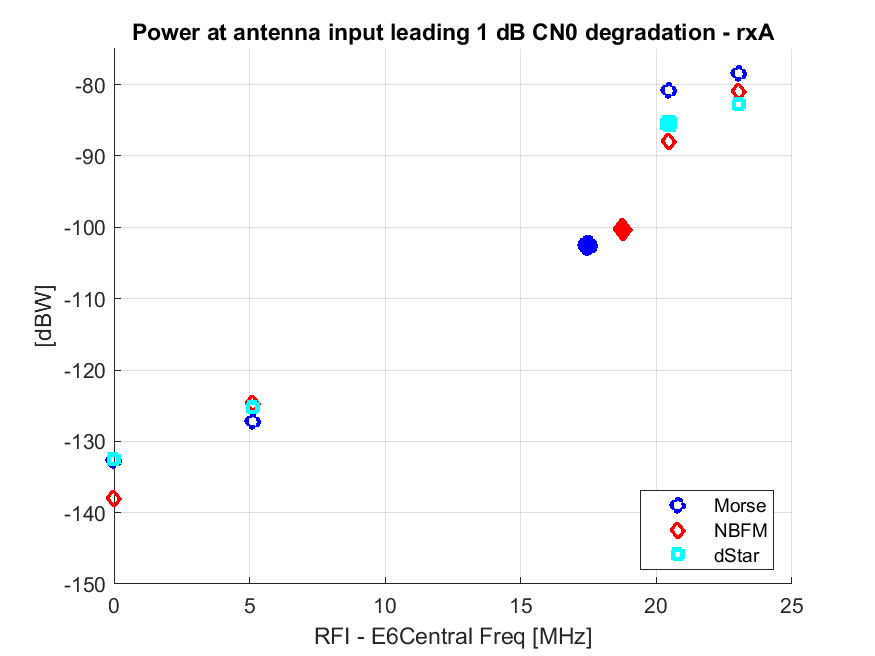 Power at antenna input leading 1 dB CN0 degradation - rxA
[dBW]
-80
-90
-100
-110
-120
-130
-140
-150
0 5 10 15 20 25
RFI - E6Central Freq [MHz]
Morse
NBFM
dStar